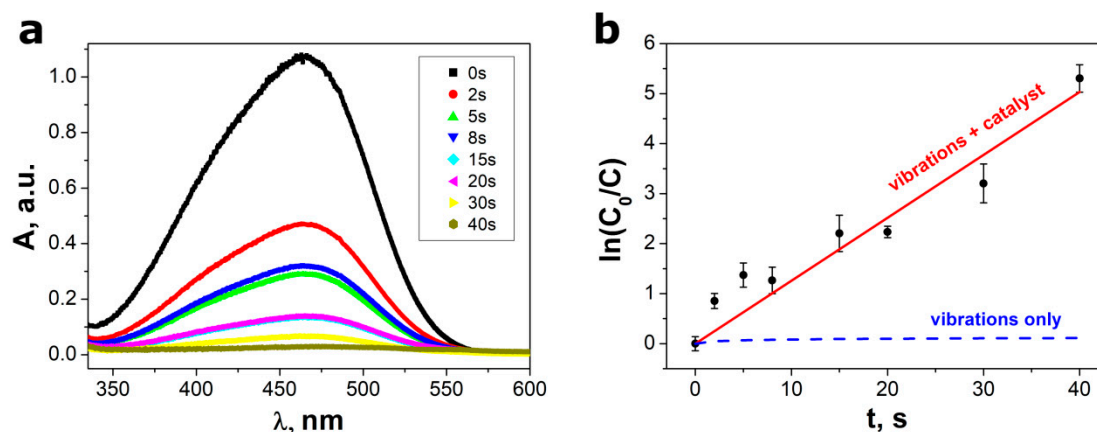 a
A, a.u.
1.0
0.8
0.6
0.4
0.2
0.0
350
400
450
500
550
600
λ, nm
0s
2s
5s
8s
15s
20s
30s
40s
b
ln(C₀/C)
6
5
4
3
2
1
0
0
10
20
30
40
t, s
vibrations + catalyst
vibrations only